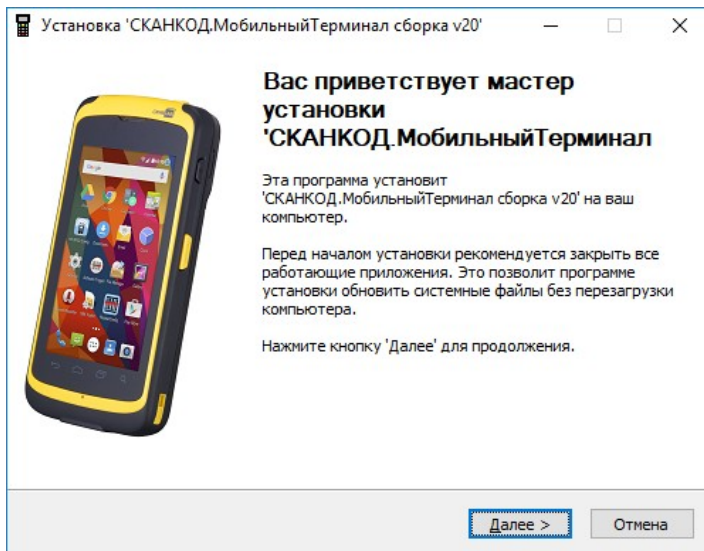 Установка 'СКАНКОД.МобильныйТерминал сборка v20'
Вас приветствует мастер
установки
'СКАНКОД.МобильныйТерминал
Эта программа установит
'СКАНКОД.МобильныйТерминал сборка v20' на ваш
компьютер.
Перед началом установки рекомендуется закрыть все
работающие приложения. Это позволит программе
установки обновить системные файлы без перезагрузки
компьютера.
Нажмите кнопку 'Далее' для продолжения.
Далее >
Отмена